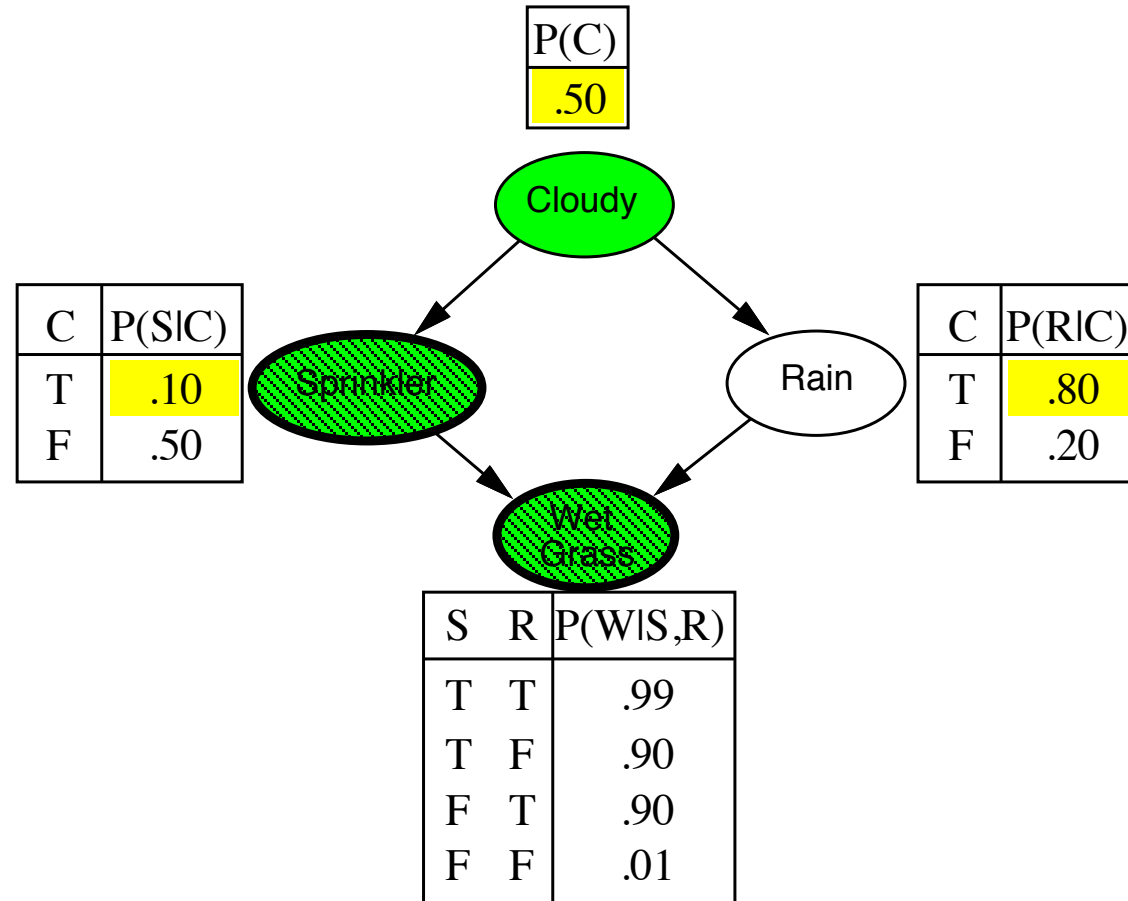 P(C)
.50
Cloudy
C P(S|C)
T .10
F .50
Sprinkler
Rain
C P(R|C)
T .80
F .20
Wet
Grass
S R P(W|S,R)
T T .99
T F .90
F T .90
F F .01